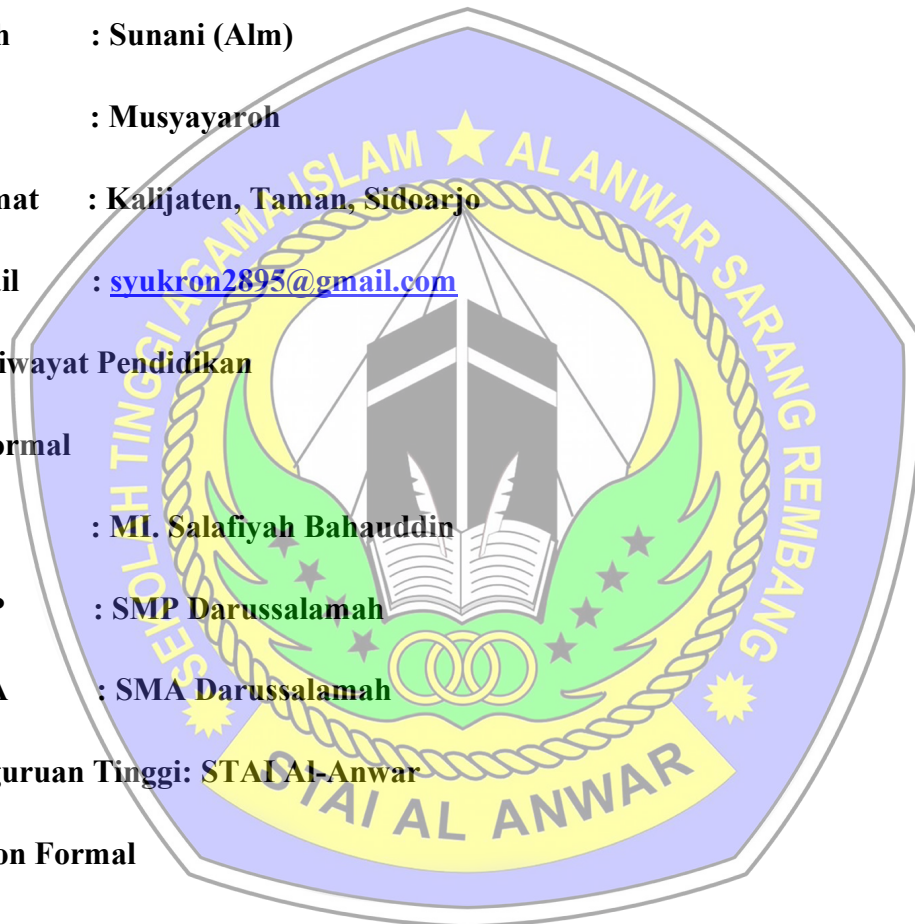 n : Sunani (Alm)
: Musyayaroh
mat : Kalijaten, Taman, Sidoarjo
il : syukron2895@gmail.com
iwayat Pendidikan
ormal
: MI. Salafiyah Bahauddin
P : SMP Darussalamah
A : SMA Darussalamah
guruan Tinggi: STAI Al-Anwar
on Formal
SEKOLAH TINGGI AGAMA ISLAM AL ANWAR SARANG REMBANG
STAI AL ANWAR